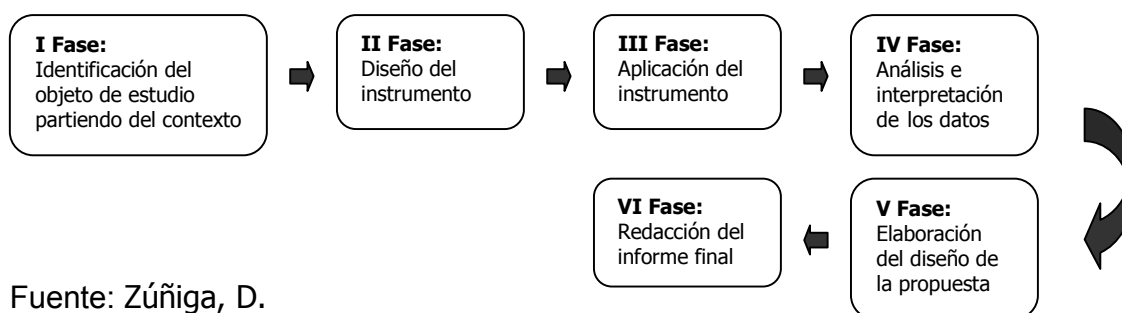 I Fase:
Identificación del
objeto de estudio
partiendo del contexto
II Fase:
Diseño del
instrumento
III Fase:
Aplicación del
instrumento
IV Fase:
Análisis e
interpretación
de los datos
V Fase:
Elaboración
del diseño de
la propuesta
VI Fase:
Redacción del
informe final
Fuente: Zúñiga, D.